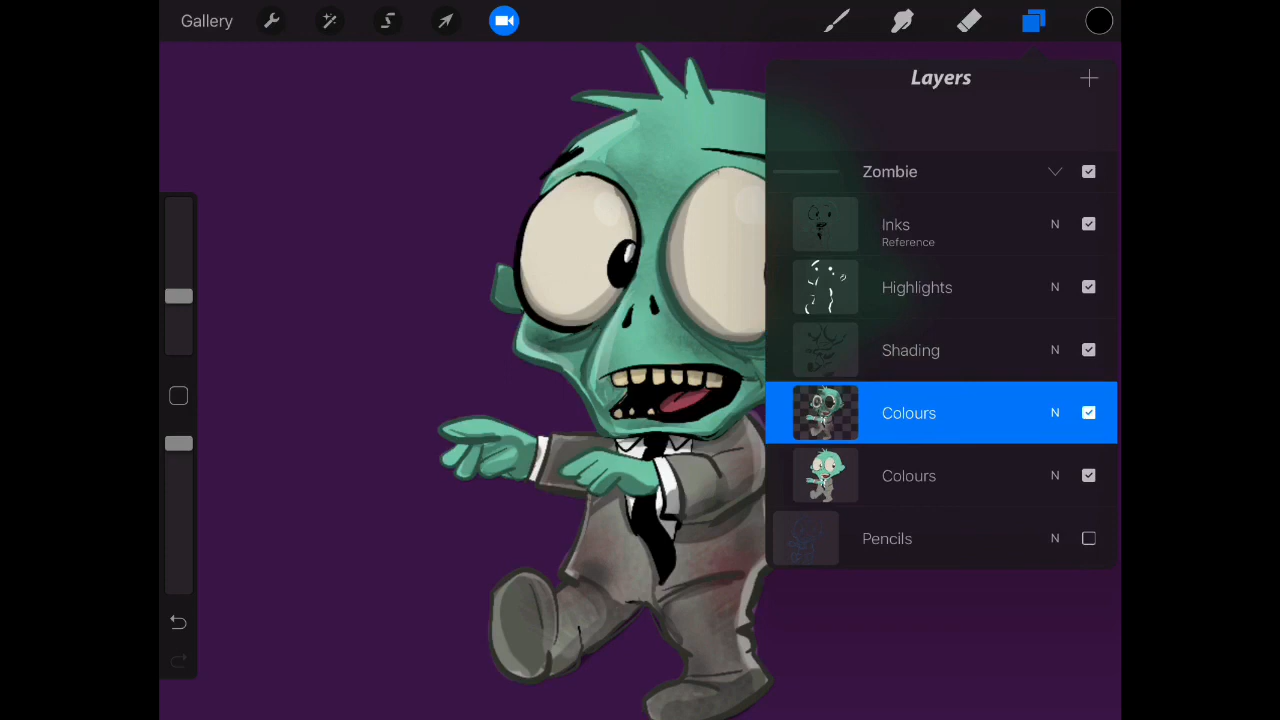 Gallery
Layers
Zombie
Inks N
Reference
Highlights N
Shading N
Colours N
Colours N
Pencils N